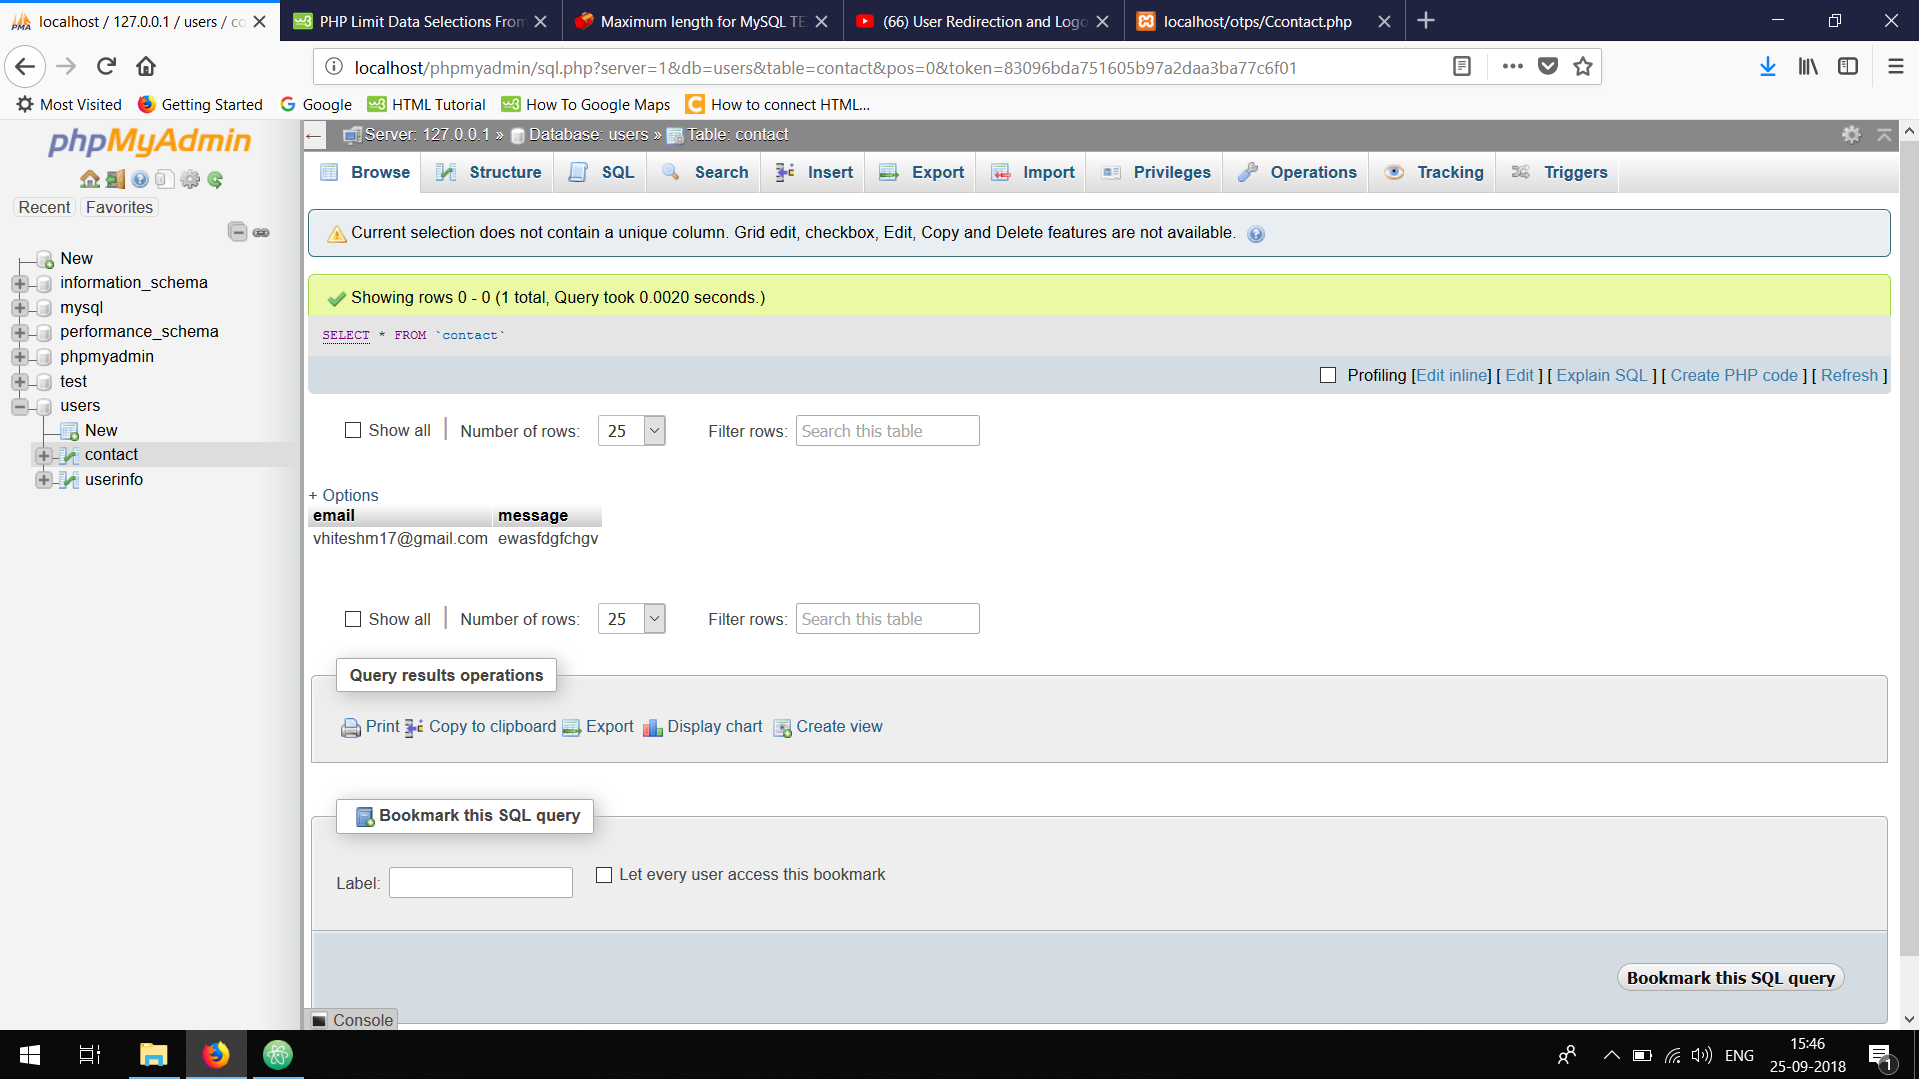 localhost / 127.0.0.1 / users / co
PHP Limit Data Selections From
Maximum length for MySQL TE
(66) User Redirection and Logo
localhost/otps/Ccontact.php
localhost/phpmyadmin/sql.php?server=1&db=users&table=contact&pos=0&token=83096bda751605b97a2daa3ba77c6f01
Most Visited
Getting Started
Google
HTML Tutorial
How To Google Maps
How to connect HTML...
phpMyAdmin
Recent
Favorites
New
information_schema
mysql
performance_schema
phpmyadmin
test
users
New
contact
userinfo
Server: 127.0.0.1 » Database: users » Table: contact
Browse
Structure
SQL
Search
Insert
Export
Import
Privileges
Operations
Tracking
Triggers
Current selection does not contain a unique column. Grid edit, checkbox, Edit, Copy and Delete features are not available.
Showing rows 0 - 0 (1 total, Query took 0.0020 seconds.)
SELECT * FROM `contact`
Profiling [Edit inline] [ Edit ] [ Explain SQL ] [ Create PHP code ] [ Refresh ]
Show all
Number of rows: 25
Filter rows: Search this table
+ Options
email message
vhiteshm17@gmail.com ewasfdgfchgv
Show all
Number of rows: 25
Filter rows: Search this table
Query results operations
Print
Copy to clipboard
Export
Display chart
Create view
Bookmark this SQL query
Label:
Let every user access this bookmark
Bookmark this SQL query
Console
ENG
15:46
25-09-2018
1